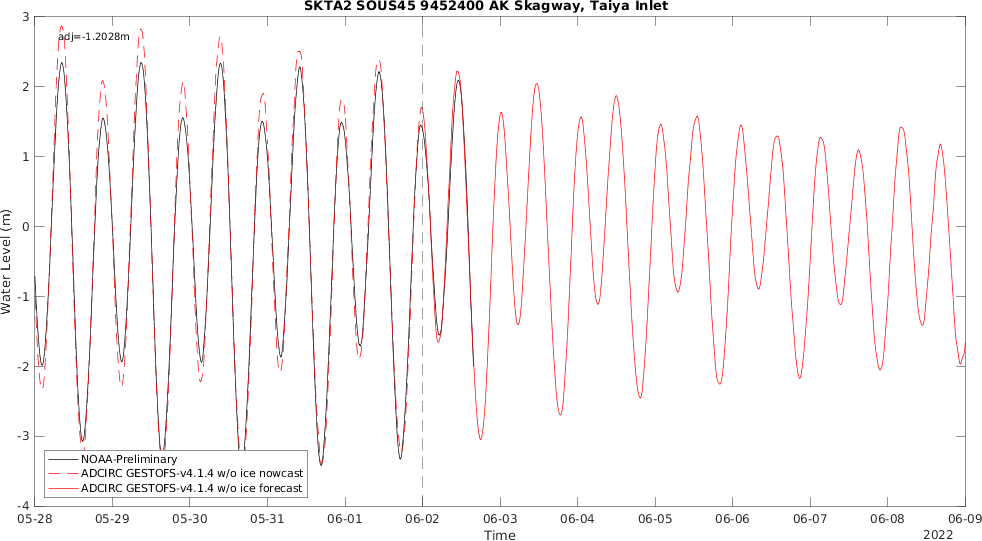 SKTA2 SOUS45 9452400 AK Skagway, Taiya Inlet
adj=-1.2028m
3
2
1
0
-1
-2
-3
-4
Water Level (m)
NOAA-Preliminary
ADCIRC GESTOFS-v4.1.4 w/o ice nowcast
ADCIRC GESTOFS-v4.1.4 w/o ice forecast
05-28 05-29 05-30 05-31 06-01 06-02 06-03 06-04 06-05 06-06 06-07 06-08 06-09
Time
2022